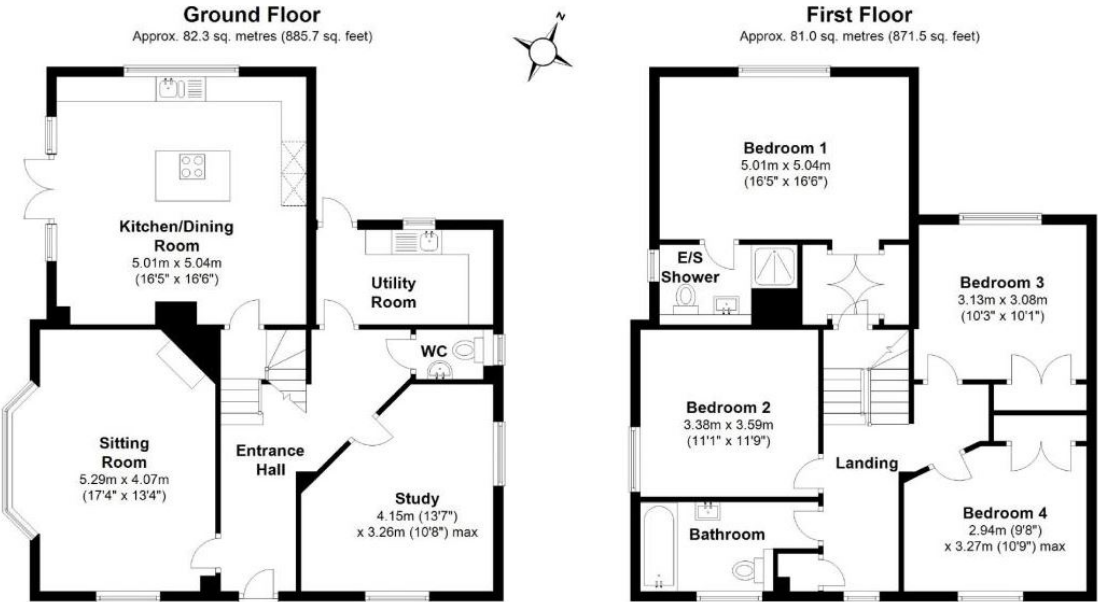 Ground Floor
Approx. 82.3 sq. metres (885.7 sq. feet)
Kitchen/Dining
Room
5.01m x 5.04m
(16'5" x 16'6")
Utility
Room
WC
Sitting
Room
5.29m x 4.07m
(17'4" x 13'4")
Entrance
Hall
Study
4.15m (13'7")
x 3.26m (10'8") max
N
First Floor
Approx. 81.0 sq. metres (871.5 sq. feet)
Bedroom 1
5.01m x 5.04m
(16'5" x 16'6")
E/S
Shower
Bedroom 3
3.13m x 3.08m
(10'3" x 10'1")
Bedroom 2
3.38m x 3.59m
(11'1" x 11'9")
Landing
Bathroom
Bedroom 4
2.94m (9'8")
x 3.27m (10'9") max